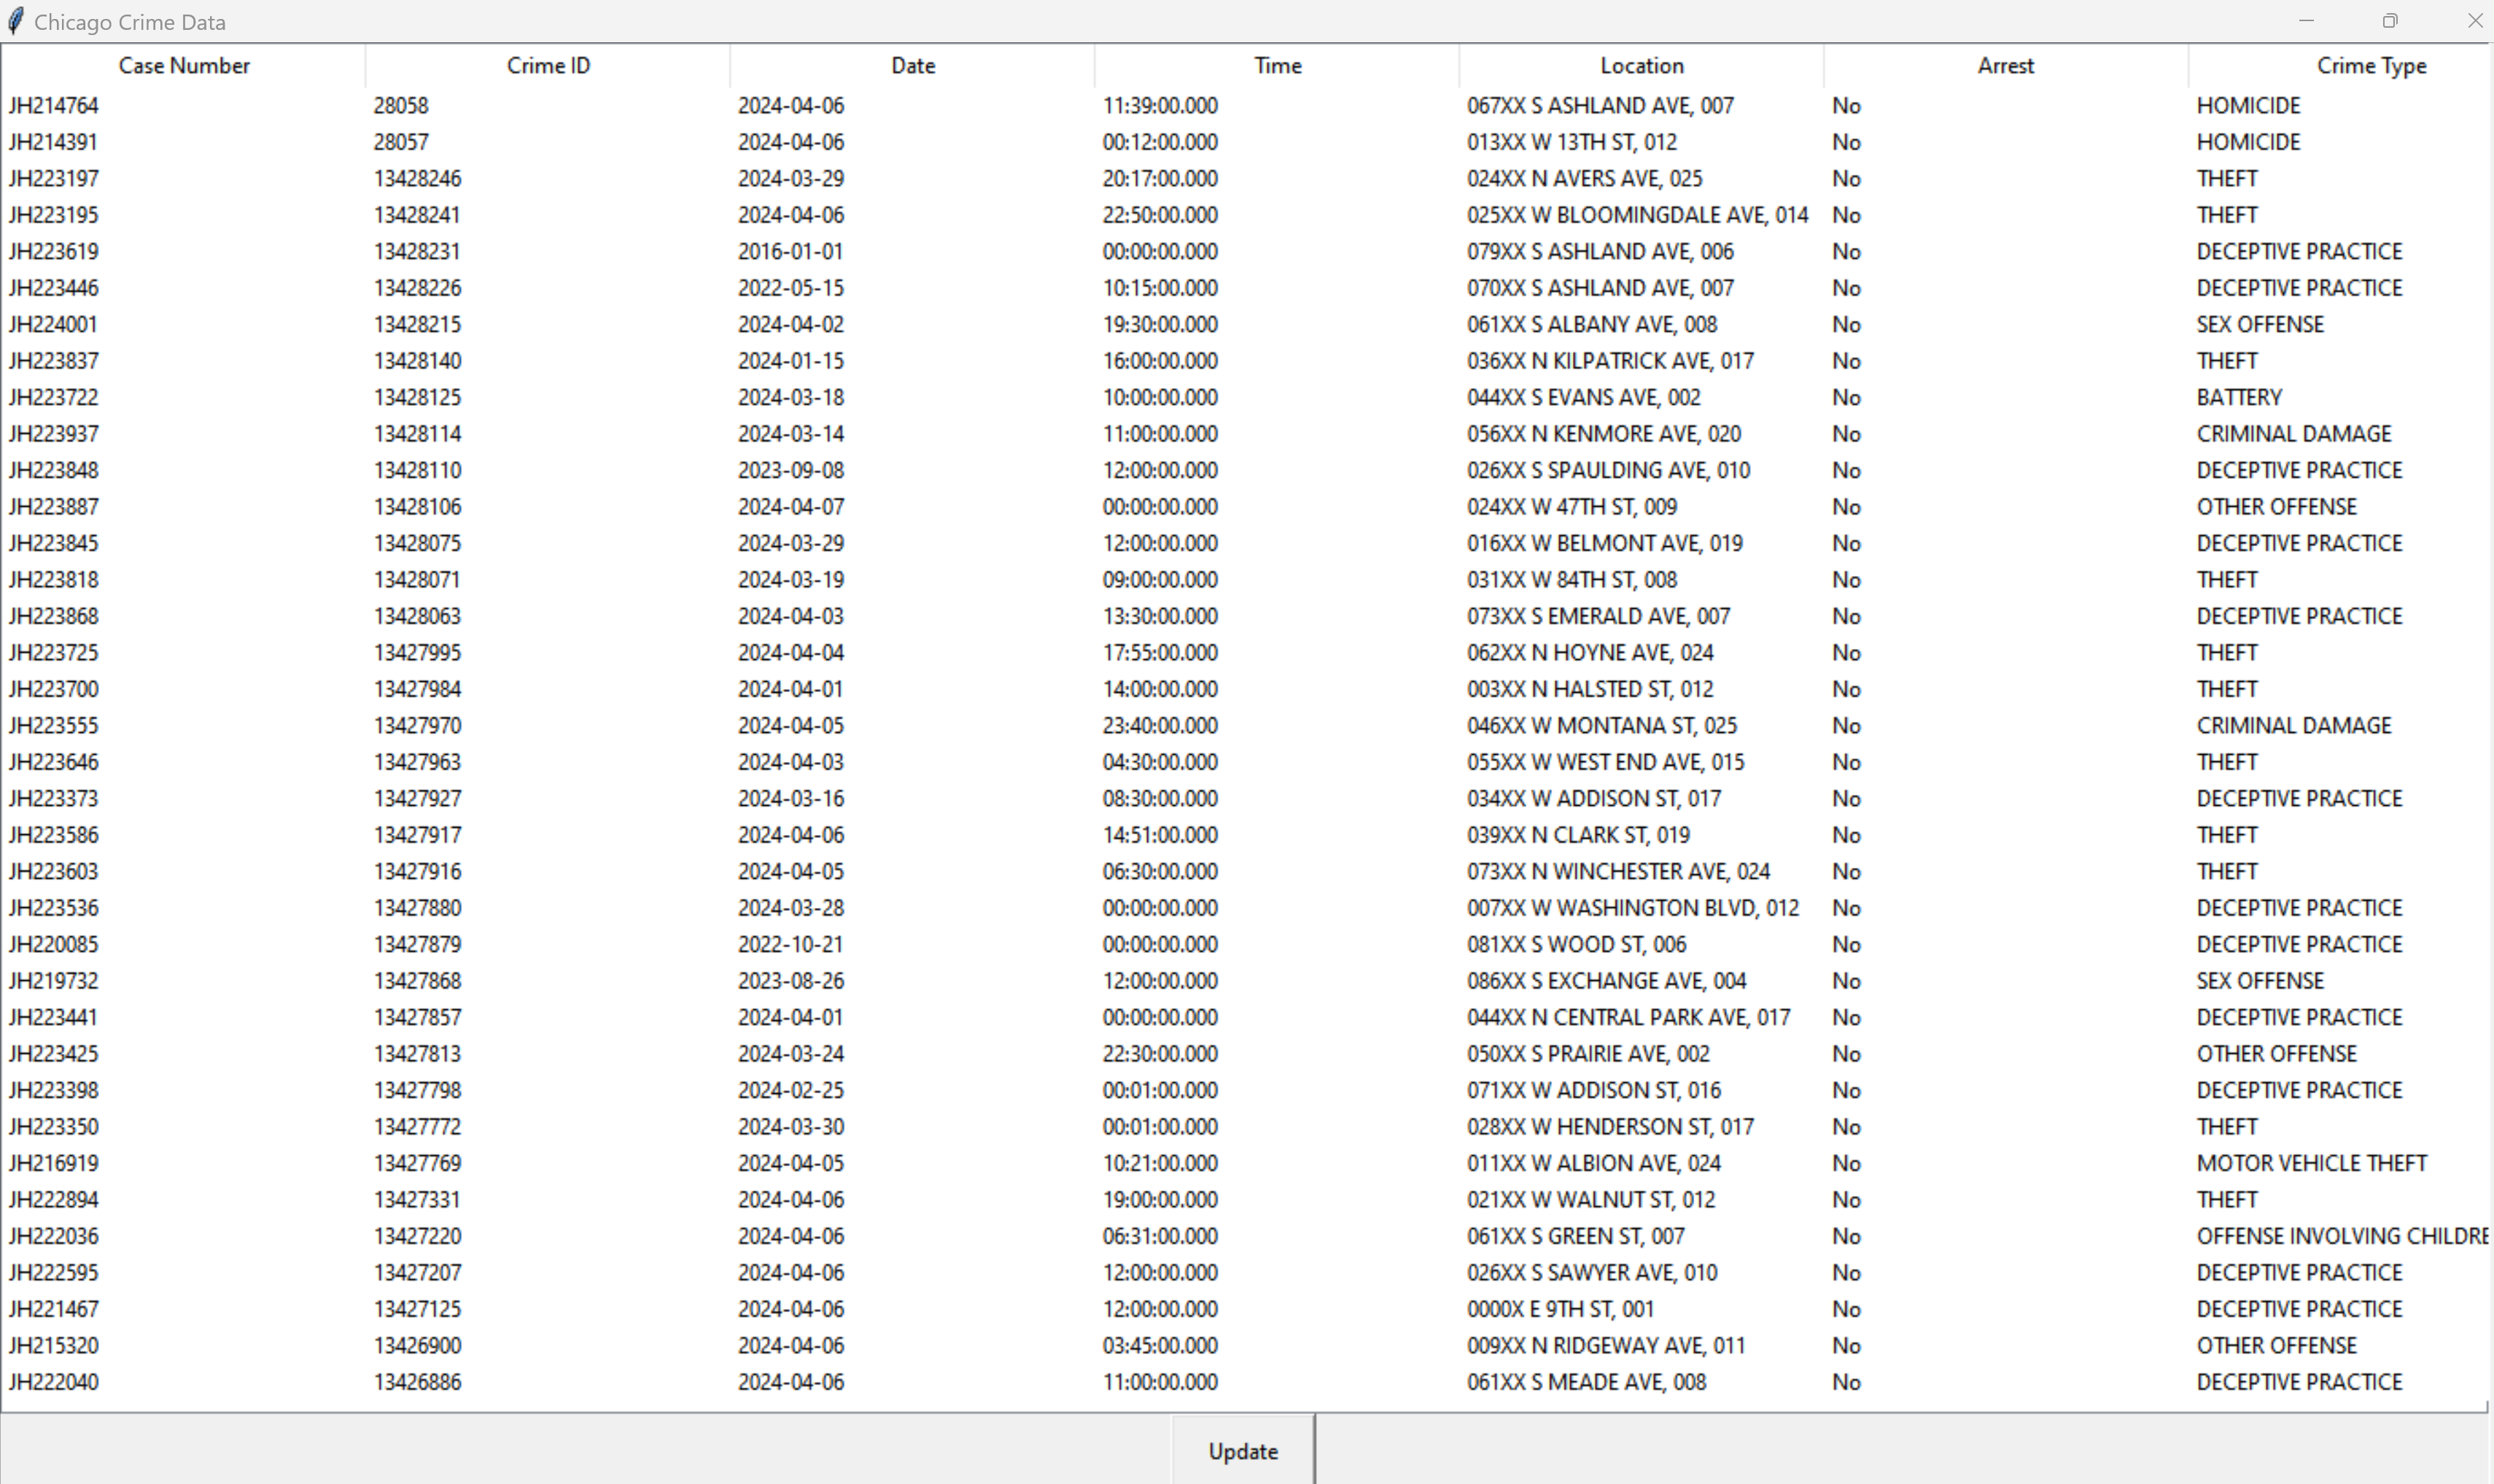 Chicago Crime Data
Case Number Crime ID Date Time Location Arrest Crime Type
JH214764 28058 2024-04-06 11:39:00.000 067XX S ASHLAND AVE, 007 No HOMICIDE
JH214391 28057 2024-04-06 00:12:00.000 013XX W 13TH ST, 012 No HOMICIDE
JH223197 13428246 2024-03-29 20:17:00.000 024XX N AVERS AVE, 025 No THEFT
JH223195 13428241 2024-04-06 22:50:00.000 025XX W BLOOMINGDALE AVE, 014 No THEFT
JH223619 13428231 2016-01-01 00:00:00.000 079XX S ASHLAND AVE, 006 No DECEPTIVE PRACTICE
JH223446 13428226 2022-05-15 10:15:00.000 070XX S ASHLAND AVE, 007 No DECEPTIVE PRACTICE
JH224001 13428215 2024-04-02 19:30:00.000 061XX S ALBANY AVE, 008 No SEX OFFENSE
JH223837 13428140 2024-01-15 16:00:00.000 036XX N KILPATRICK AVE, 017 No THEFT
JH223722 13428125 2024-03-18 10:00:00.000 044XX S EVANS AVE, 002 No BATTERY
JH223937 13428114 2024-03-14 11:00:00.000 056XX N KENMORE AVE, 020 No CRIMINAL DAMAGE
JH223848 13428110 2023-09-08 12:00:00.000 026XX S SPAULDING AVE, 010 No DECEPTIVE PRACTICE
JH223887 13428106 2024-04-07 00:00:00.000 024XX W 47TH ST, 009 No OTHER OFFENSE
JH223845 13428075 2024-03-29 12:00:00.000 016XX W BELMONT AVE, 019 No DECEPTIVE PRACTICE
JH223818 13428071 2024-03-19 09:00:00.000 031XX W 84TH ST, 008 No THEFT
JH223868 13428063 2024-04-03 13:30:00.000 073XX S EMERALD AVE, 007 No DECEPTIVE PRACTICE
JH223725 13427995 2024-04-04 17:55:00.000 062XX N HOYNE AVE, 024 No THEFT
JH223700 13427984 2024-04-01 14:00:00.000 003XX N HALSTED ST, 012 No THEFT
JH223555 13427970 2024-04-05 23:40:00.000 046XX W MONTANA ST, 025 No CRIMINAL DAMAGE
JH223646 13427963 2024-04-03 04:30:00.000 055XX W WEST END AVE, 015 No THEFT
JH223373 13427927 2024-03-16 08:30:00.000 034XX W ADDISON ST, 017 No DECEPTIVE PRACTICE
JH223586 13427917 2024-04-06 14:51:00.000 039XX N CLARK ST, 019 No THEFT
JH223603 13427916 2024-04-05 06:30:00.000 073XX N WINCHESTER AVE, 024 No THEFT
JH223536 13427880 2024-03-28 00:00:00.000 007XX W WASHINGTON BLVD, 012 No DECEPTIVE PRACTICE
JH220085 13427879 2022-10-21 00:00:00.000 081XX S WOOD ST, 006 No DECEPTIVE PRACTICE
JH219732 13427868 2023-08-26 12:00:00.000 086XX S EXCHANGE AVE, 004 No SEX OFFENSE
JH223441 13427857 2024-04-01 00:00:00.000 044XX N CENTRAL PARK AVE, 017 No DECEPTIVE PRACTICE
JH223425 13427813 2024-03-24 22:30:00.000 050XX S PRAIRIE AVE, 002 No OTHER OFFENSE
JH223398 13427798 2024-02-25 00:01:00.000 071XX W ADDISON ST, 016 No DECEPTIVE PRACTICE
JH223350 13427772 2024-03-30 00:01:00.000 028XX W HENDERSON ST, 017 No THEFT
JH216919 13427769 2024-04-05 10:21:00.000 011XX W ALBION AVE, 024 No MOTOR VEHICLE THEFT
JH222894 13427331 2024-04-06 19:00:00.000 021XX W WALNUT ST, 012 No THEFT
JH222036 13427220 2024-04-06 06:31:00.000 061XX S GREEN ST, 007 No OFFENSE INVOLVING CHILDRE
JH222595 13427207 2024-04-06 12:00:00.000 026XX S SAWYER AVE, 010 No DECEPTIVE PRACTICE
JH221467 13427125 2024-04-06 12:00:00.000 0000X E 9TH ST, 001 No DECEPTIVE PRACTICE
JH215320 13426900 2024-04-06 03:45:00.000 009XX N RIDGEWAY AVE, 011 No OTHER OFFENSE
JH222040 13426886 2024-04-06 11:00:00.000 061XX S MEADE AVE, 008 No DECEPTIVE PRACTICE
Update